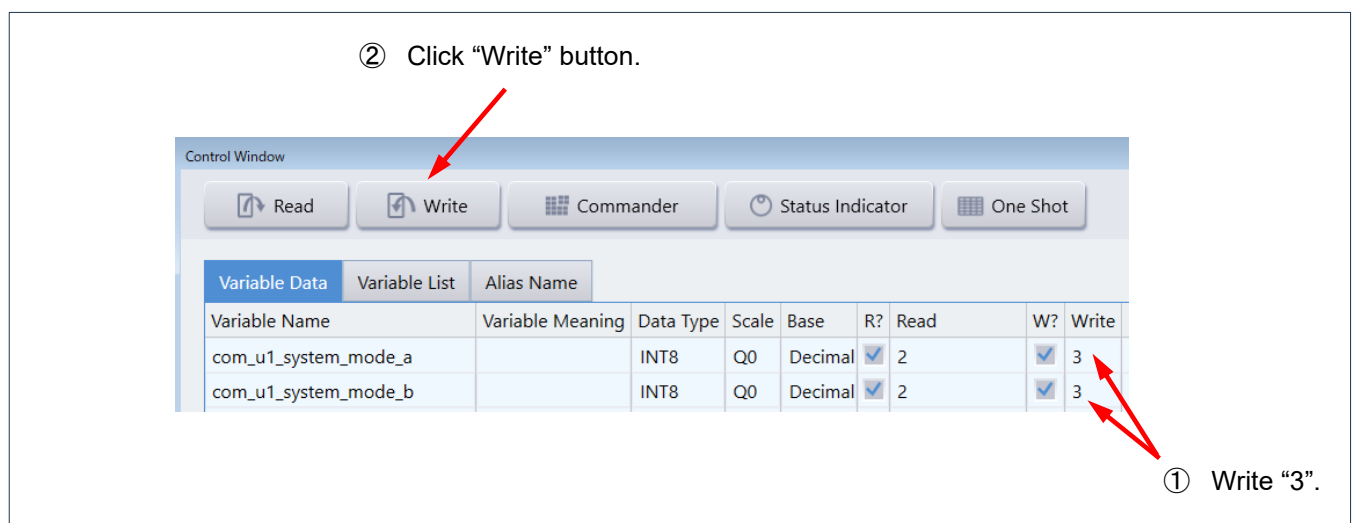 ② Click “Write” button.
Control Window
Read Write Commander Status Indicator One Shot
Variable Data Variable List Alias Name
Variable Name Variable Meaning Data Type Scale Base R? Read W? Write
com_u1_system_mode_a INT8 Q0 Decimal 2 3
com_u1_system_mode_b INT8 Q0 Decimal 2 3
① Write “3”.